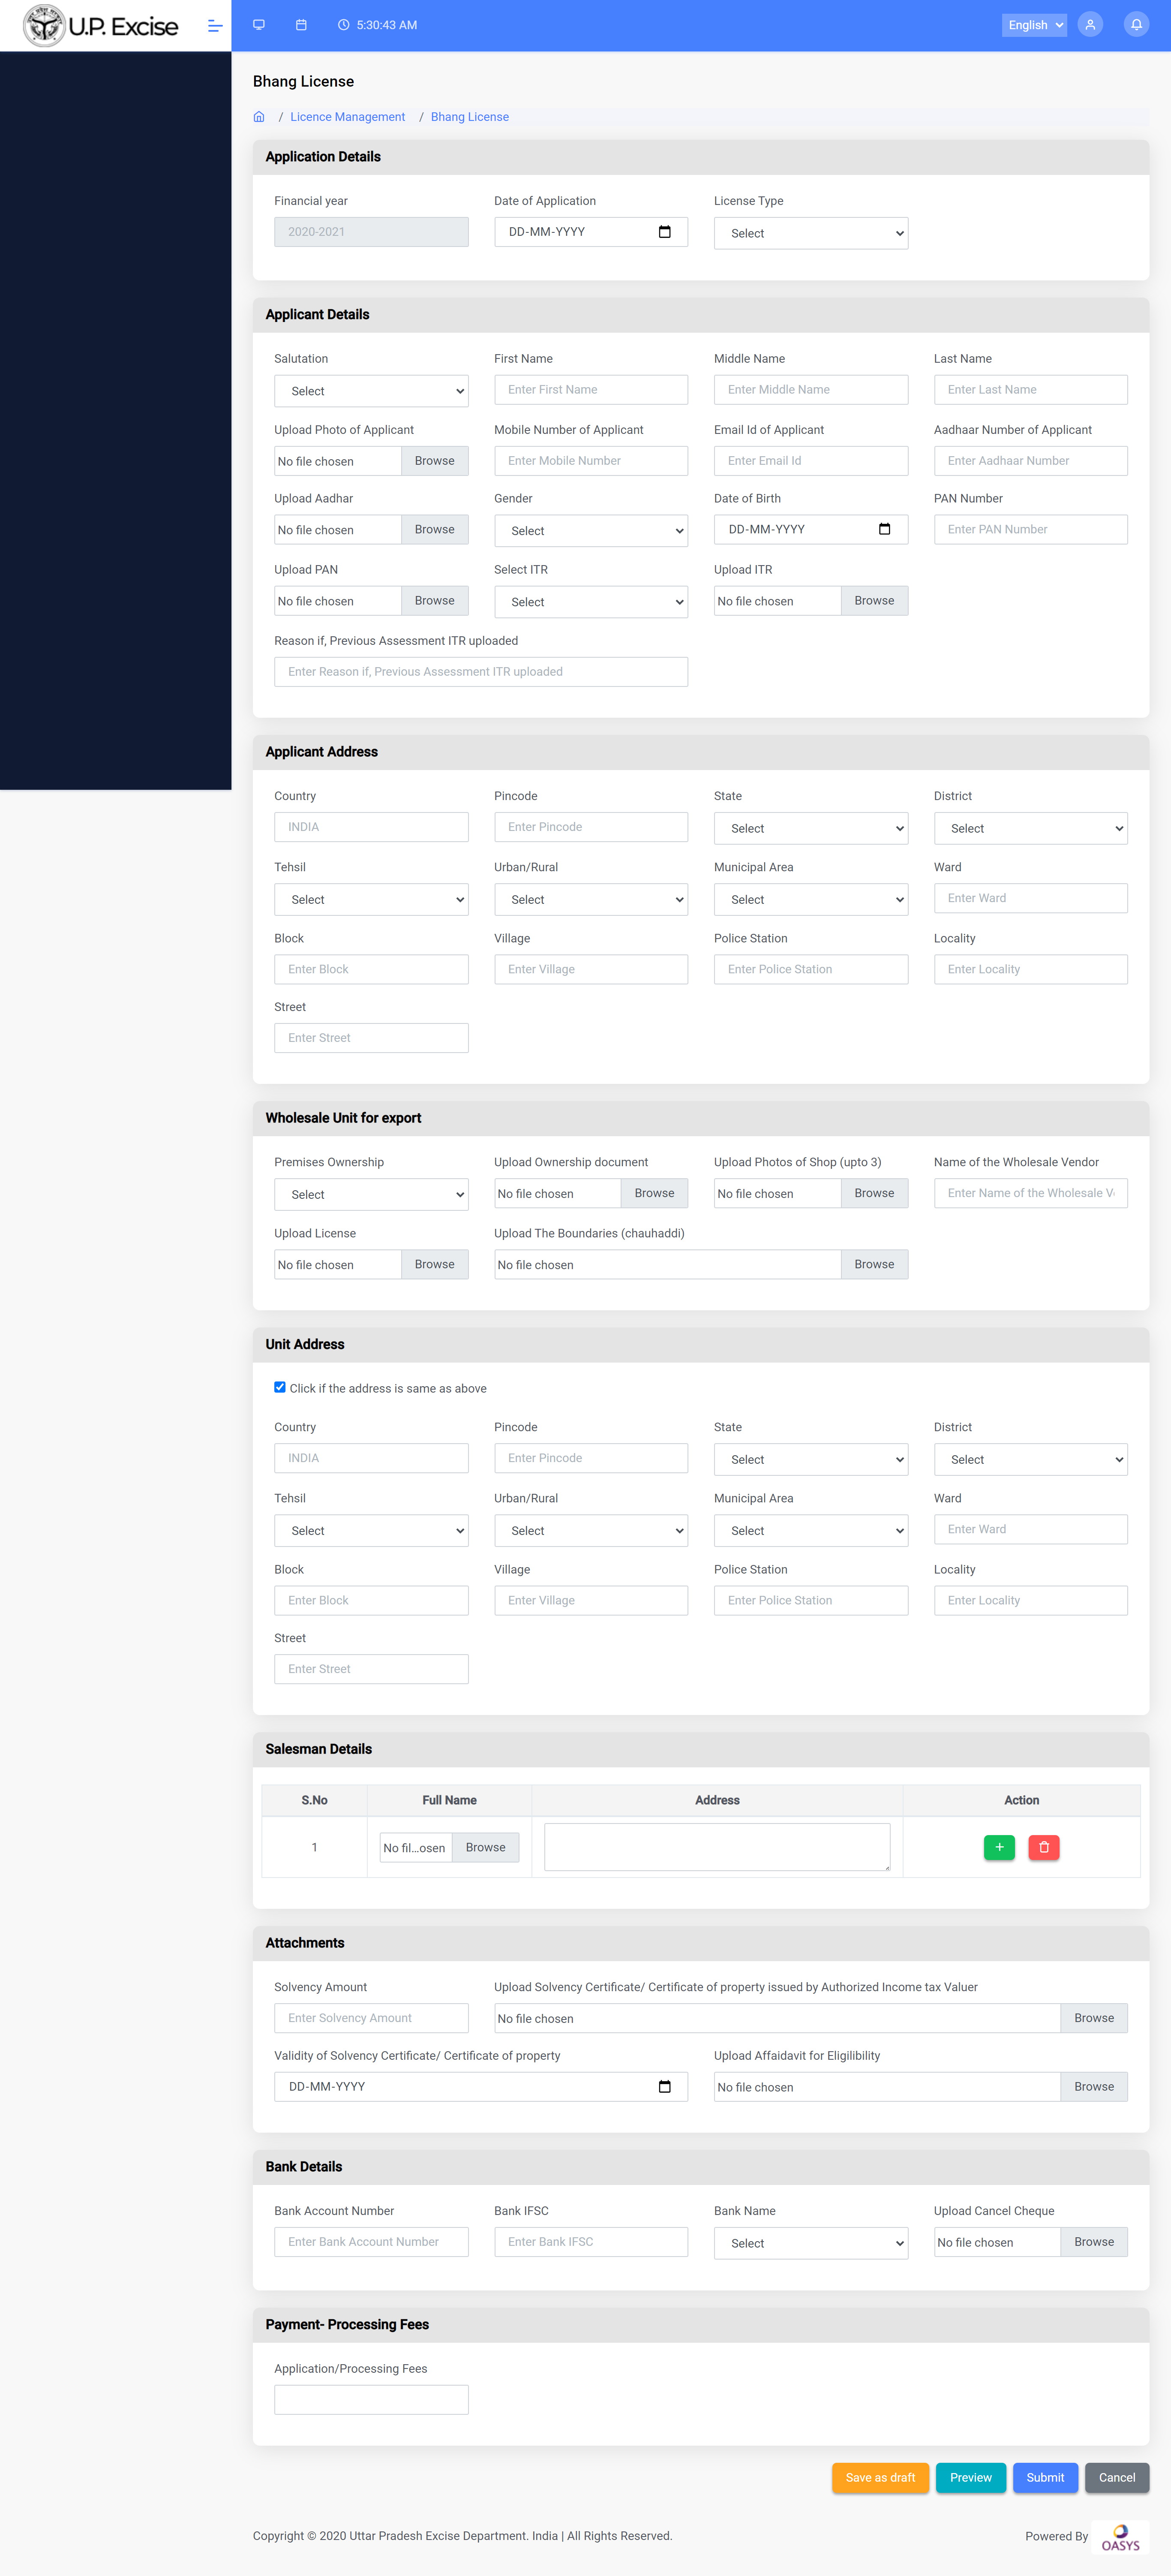 U.P. Excise
5:30:43 AM
English
Bhang License
/ Licence Management / Bhang License
Application Details
Financial year Date of Application License Type
2020-2021 DD-MM-YYYY Select
Applicant Details
Salutation First Name Middle Name Last Name
Select Enter First Name Enter Middle Name Enter Last Name
Upload Photo of Applicant Mobile Number of Applicant Email Id of Applicant Aadhaar Number of Applicant
No file chosen Browse Enter Mobile Number Enter Email Id Enter Aadhaar Number
Upload Aadhar Gender Date of Birth PAN Number
No file chosen Browse Select DD-MM-YYYY Enter PAN Number
Upload PAN Select ITR Upload ITR
No file chosen Browse Select No file chosen Browse
Reason if, Previous Assessment ITR uploaded
Enter Reason if, Previous Assessment ITR uploaded
Applicant Address
Country Pincode State District
INDIA Enter Pincode Select Select
Tehsil Urban/Rural Municipal Area Ward
Select Select Select Enter Ward
Block Village Police Station Locality
Enter Block Enter Village Enter Police Station Enter Locality
Street
Enter Street
Wholesale Unit for export
Premises Ownership Upload Ownership document Upload Photos of Shop (upto 3) Name of the Wholesale Vendor
Select No file chosen Browse No file chosen Browse Enter Name of the Wholesale V
Upload License Upload The Boundaries (chauhaddi)
No file chosen Browse No file chosen Browse
Unit Address
Click if the address is same as above
Country Pincode State District
INDIA Enter Pincode Select Select
Tehsil Urban/Rural Municipal Area Ward
Select Select Select Enter Ward
Block Village Police Station Locality
Enter Block Enter Village Enter Police Station Enter Locality
Street
Enter Street
Salesman Details
S.No Full Name Address Action
1 No fil...osen Browse +
Attachments
Solvency Amount Upload Solvency Certificate/ Certificate of property issued by Authorized Income tax Valuer
Enter Solvency Amount No file chosen Browse
Validity of Solvency Certificate/ Certificate of property Upload Affaidavit for Eligilibility
DD-MM-YYYY No file chosen Browse
Bank Details
Bank Account Number Bank IFSC Bank Name Upload Cancel Cheque
Enter Bank Account Number Enter Bank IFSC Select No file chosen Browse
Payment- Processing Fees
Application/Processing Fees
Save as draft Preview Submit Cancel
Copyright © 2020 Uttar Pradesh Excise Department. India | All Rights Reserved. Powered By OASYS